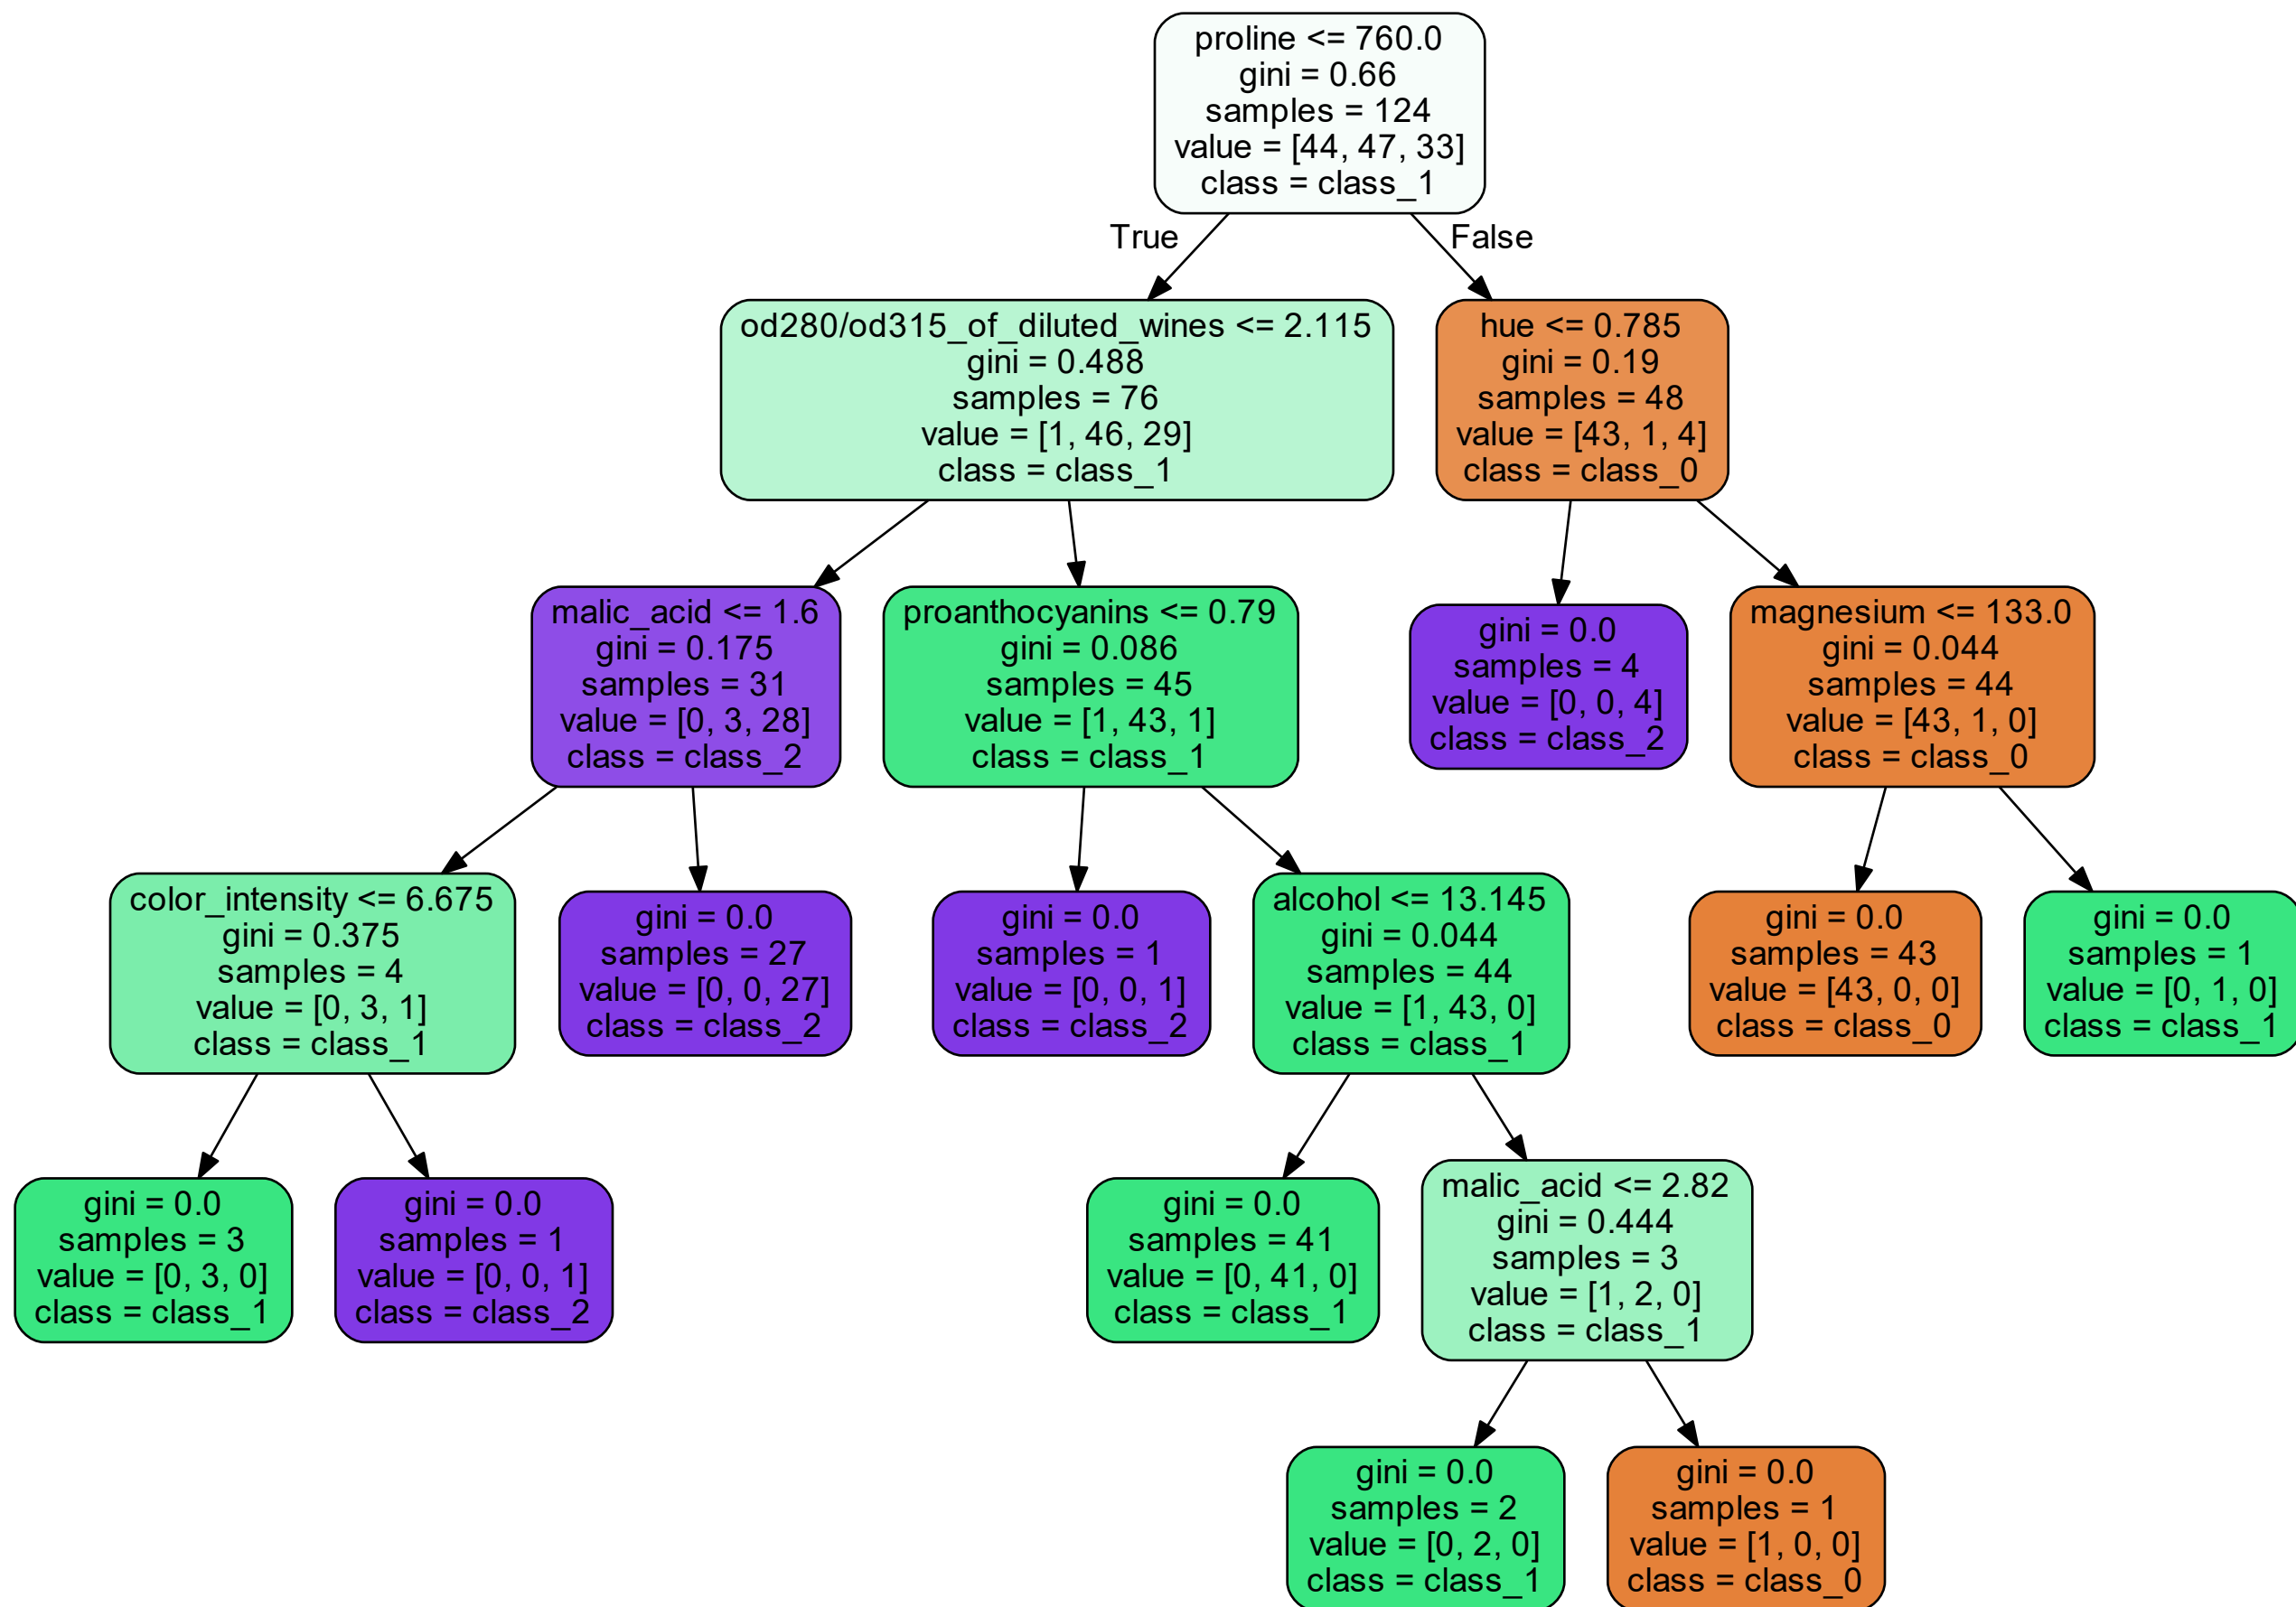 proline <= 760.0
gini = 0.66
samples = 124
value = [44, 47, 33]
class = class_1
True
False
od280/od315_of_diluted_wines <= 2.115
gini = 0.488
samples = 76
value = [1, 46, 29]
class = class_1
hue <= 0.785
gini = 0.19
samples = 48
value = [43, 1, 4]
class = class_0
malic_acid <= 1.6
gini = 0.175
samples = 31
value = [0, 3, 28]
class = class_2
proanthocyanins <= 0.79
gini = 0.086
samples = 45
value = [1, 43, 1]
class = class_1
gini = 0.0
samples = 4
value = [0, 0, 4]
class = class_2
magnesium <= 133.0
gini = 0.044
samples = 44
value = [43, 1, 0]
class = class_0
color_intensity <= 6.675
gini = 0.375
samples = 4
value = [0, 3, 1]
class = class_1
gini = 0.0
samples = 27
value = [0, 0, 27]
class = class_2
gini = 0.0
samples = 1
value = [0, 0, 1]
class = class_2
alcohol <= 13.145
gini = 0.044
samples = 44
value = [1, 43, 0]
class = class_1
gini = 0.0
samples = 43
value = [43, 0, 0]
class = class_0
gini = 0.0
samples = 1
value = [0, 1, 0]
class = class_1
gini = 0.0
samples = 3
value = [0, 3, 0]
class = class_1
gini = 0.0
samples = 1
value = [0, 0, 1]
class = class_2
gini = 0.0
samples = 41
value = [0, 41, 0]
class = class_1
malic_acid <= 2.82
gini = 0.444
samples = 3
value = [1, 2, 0]
class = class_1
gini = 0.0
samples = 2
value = [0, 2, 0]
class = class_1
gini = 0.0
samples = 1
value = [1, 0, 0]
class = class_0